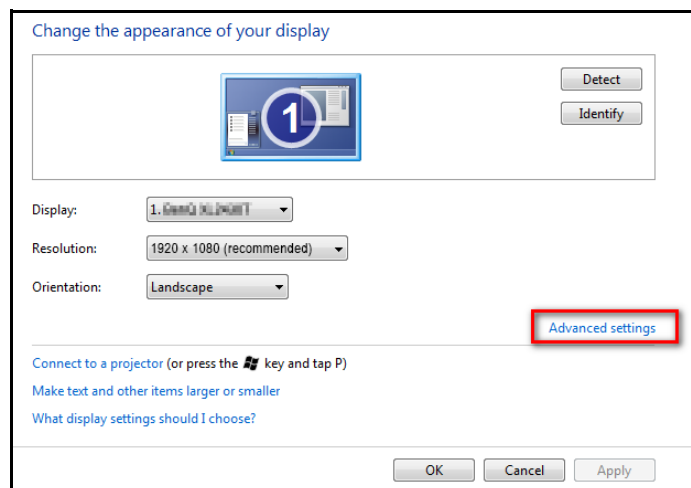 Change the appearance of your display
Detect
1
Identify
Display:
1.
Resolution:
1920 x 1080 (recommended)
Orientation:
Landscape
Advanced settings
Connect to a projector (or press the key and tap P)
Make text and other items larger or smaller
What display settings should I choose?
OK
Cancel
Apply